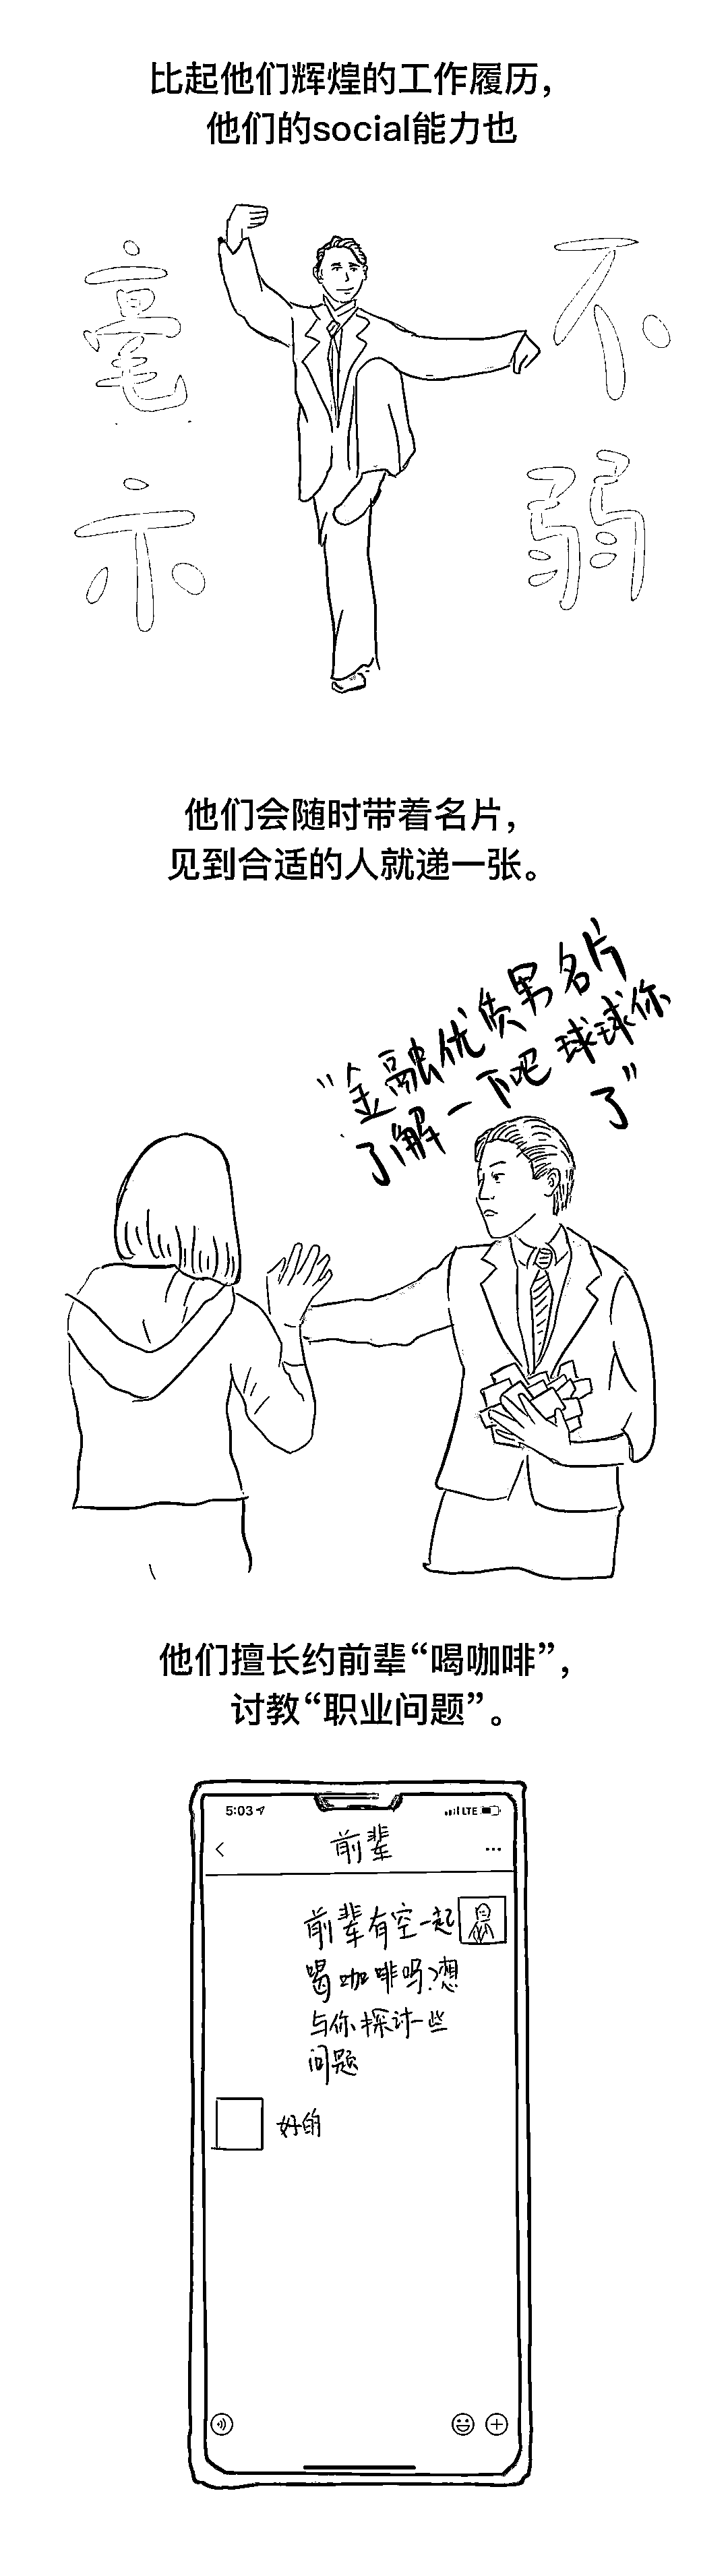 比起他们辉煌的工作履历，
他们的social能力也
毫不
示弱
他们会随时带着名片，
见到合适的人就递一张。
“金融优质男名片
了解一下吧 球球你
了”
他们擅长约前辈“喝咖啡”，
讨教“职业问题”。
5:03 LTE
前辈
前辈有空一起
喝咖啡吗？想
与你探讨一些
问题
好的